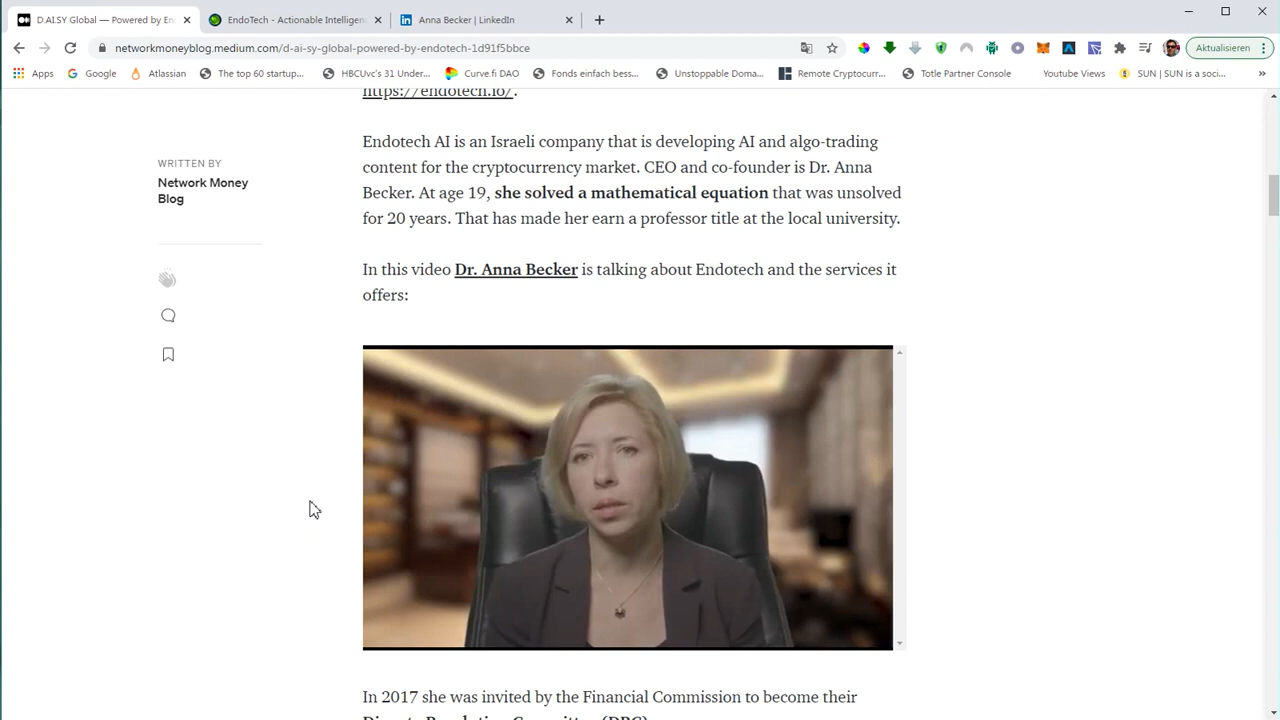 D.AI.SY Global — Powered by En
EndoTech - Actionable Intelligen
Anna Becker | LinkedIn
networkmoneyblog.medium.com/d-ai-sy-global-powered-by-endotech-1d91f5bbce
Aktualisieren
Apps
Google
Atlassian
The top 60 startup...
HBCUvc's 31 Under...
Curve.fi DAO
Fonds einfach bess...
Unstoppable Doma...
Remote Cryptocurr...
Totle Partner Console
Youtube Views
SUN | SUN is a soci...
»
https://endotech.io/.
WRITTEN BY
Network Money
Blog
Endotech AI is an Israeli company that is developing AI and algo-trading
content for the cryptocurrency market. CEO and co-founder is Dr. Anna
Becker. At age 19, she solved a mathematical equation that was unsolved
for 20 years. That has made her earn a professor title at the local university.
In this video Dr. Anna Becker is talking about Endotech and the services it
offers:
In 2017 she was invited by the Financial Commission to become their
Dispute Resolution Committee (DRC)